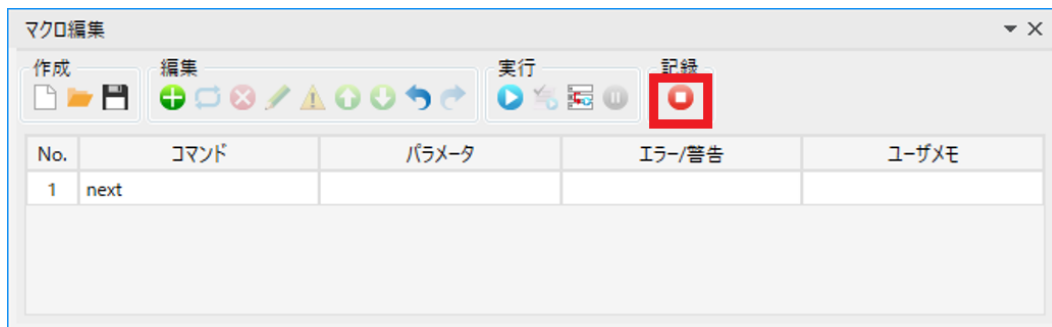 マクロ編集
作成 編集 実行 記録
No. コマンド パラメータ エラー/警告 ユーザメモ
1 next